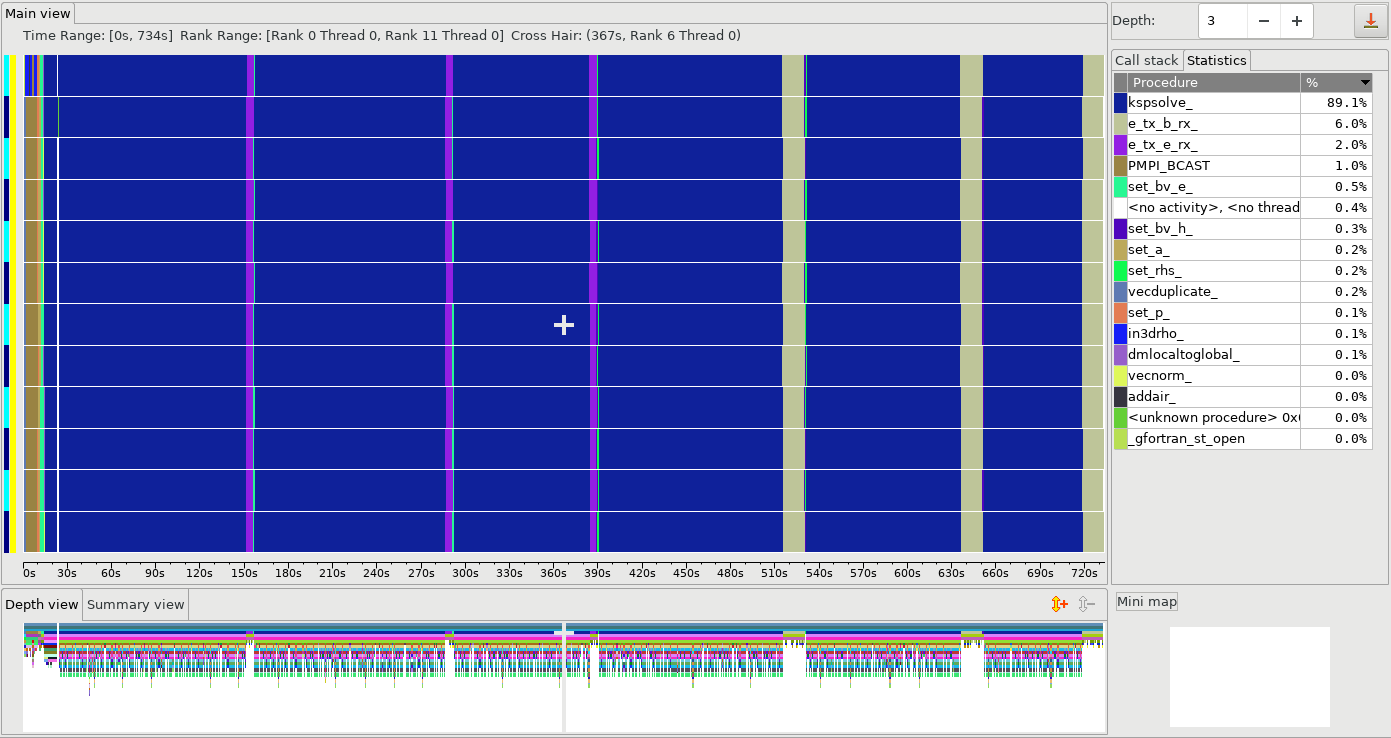 Main view
Time Range: [0s, 734s] Rank Range: [Rank 0 Thread 0, Rank 11 Thread 0] Cross Hair: (367s, Rank 6 Thread 0)
0s 30s 60s 90s 120s 150s 180s 210s 240s 270s 300s 330s 360s 390s 420s 450s 480s 510s 540s 570s 600s 630s 660s 690s 720s
Depth view Summary view
Depth: 3
Call stack Statistics
Procedure %
kspsolve_ 89.1%
e_tx_b_rx_ 6.0%
e_tx_e_rx_ 2.0%
PMPI_BCAST 1.0%
set_bv_e_ 0.5%
<no activity>, <no thread 0.4%
set_bv_h_ 0.3%
set_a_ 0.2%
set_rhs_ 0.2%
vecduplicate_ 0.2%
set_p_ 0.1%
in3drho_ 0.1%
dmlocaltoglobal_ 0.1%
vecnorm_ 0.0%
addair_ 0.0%
<unknown procedure> 0x 0.0%
_gfortran_st_open 0.0%
Mini map